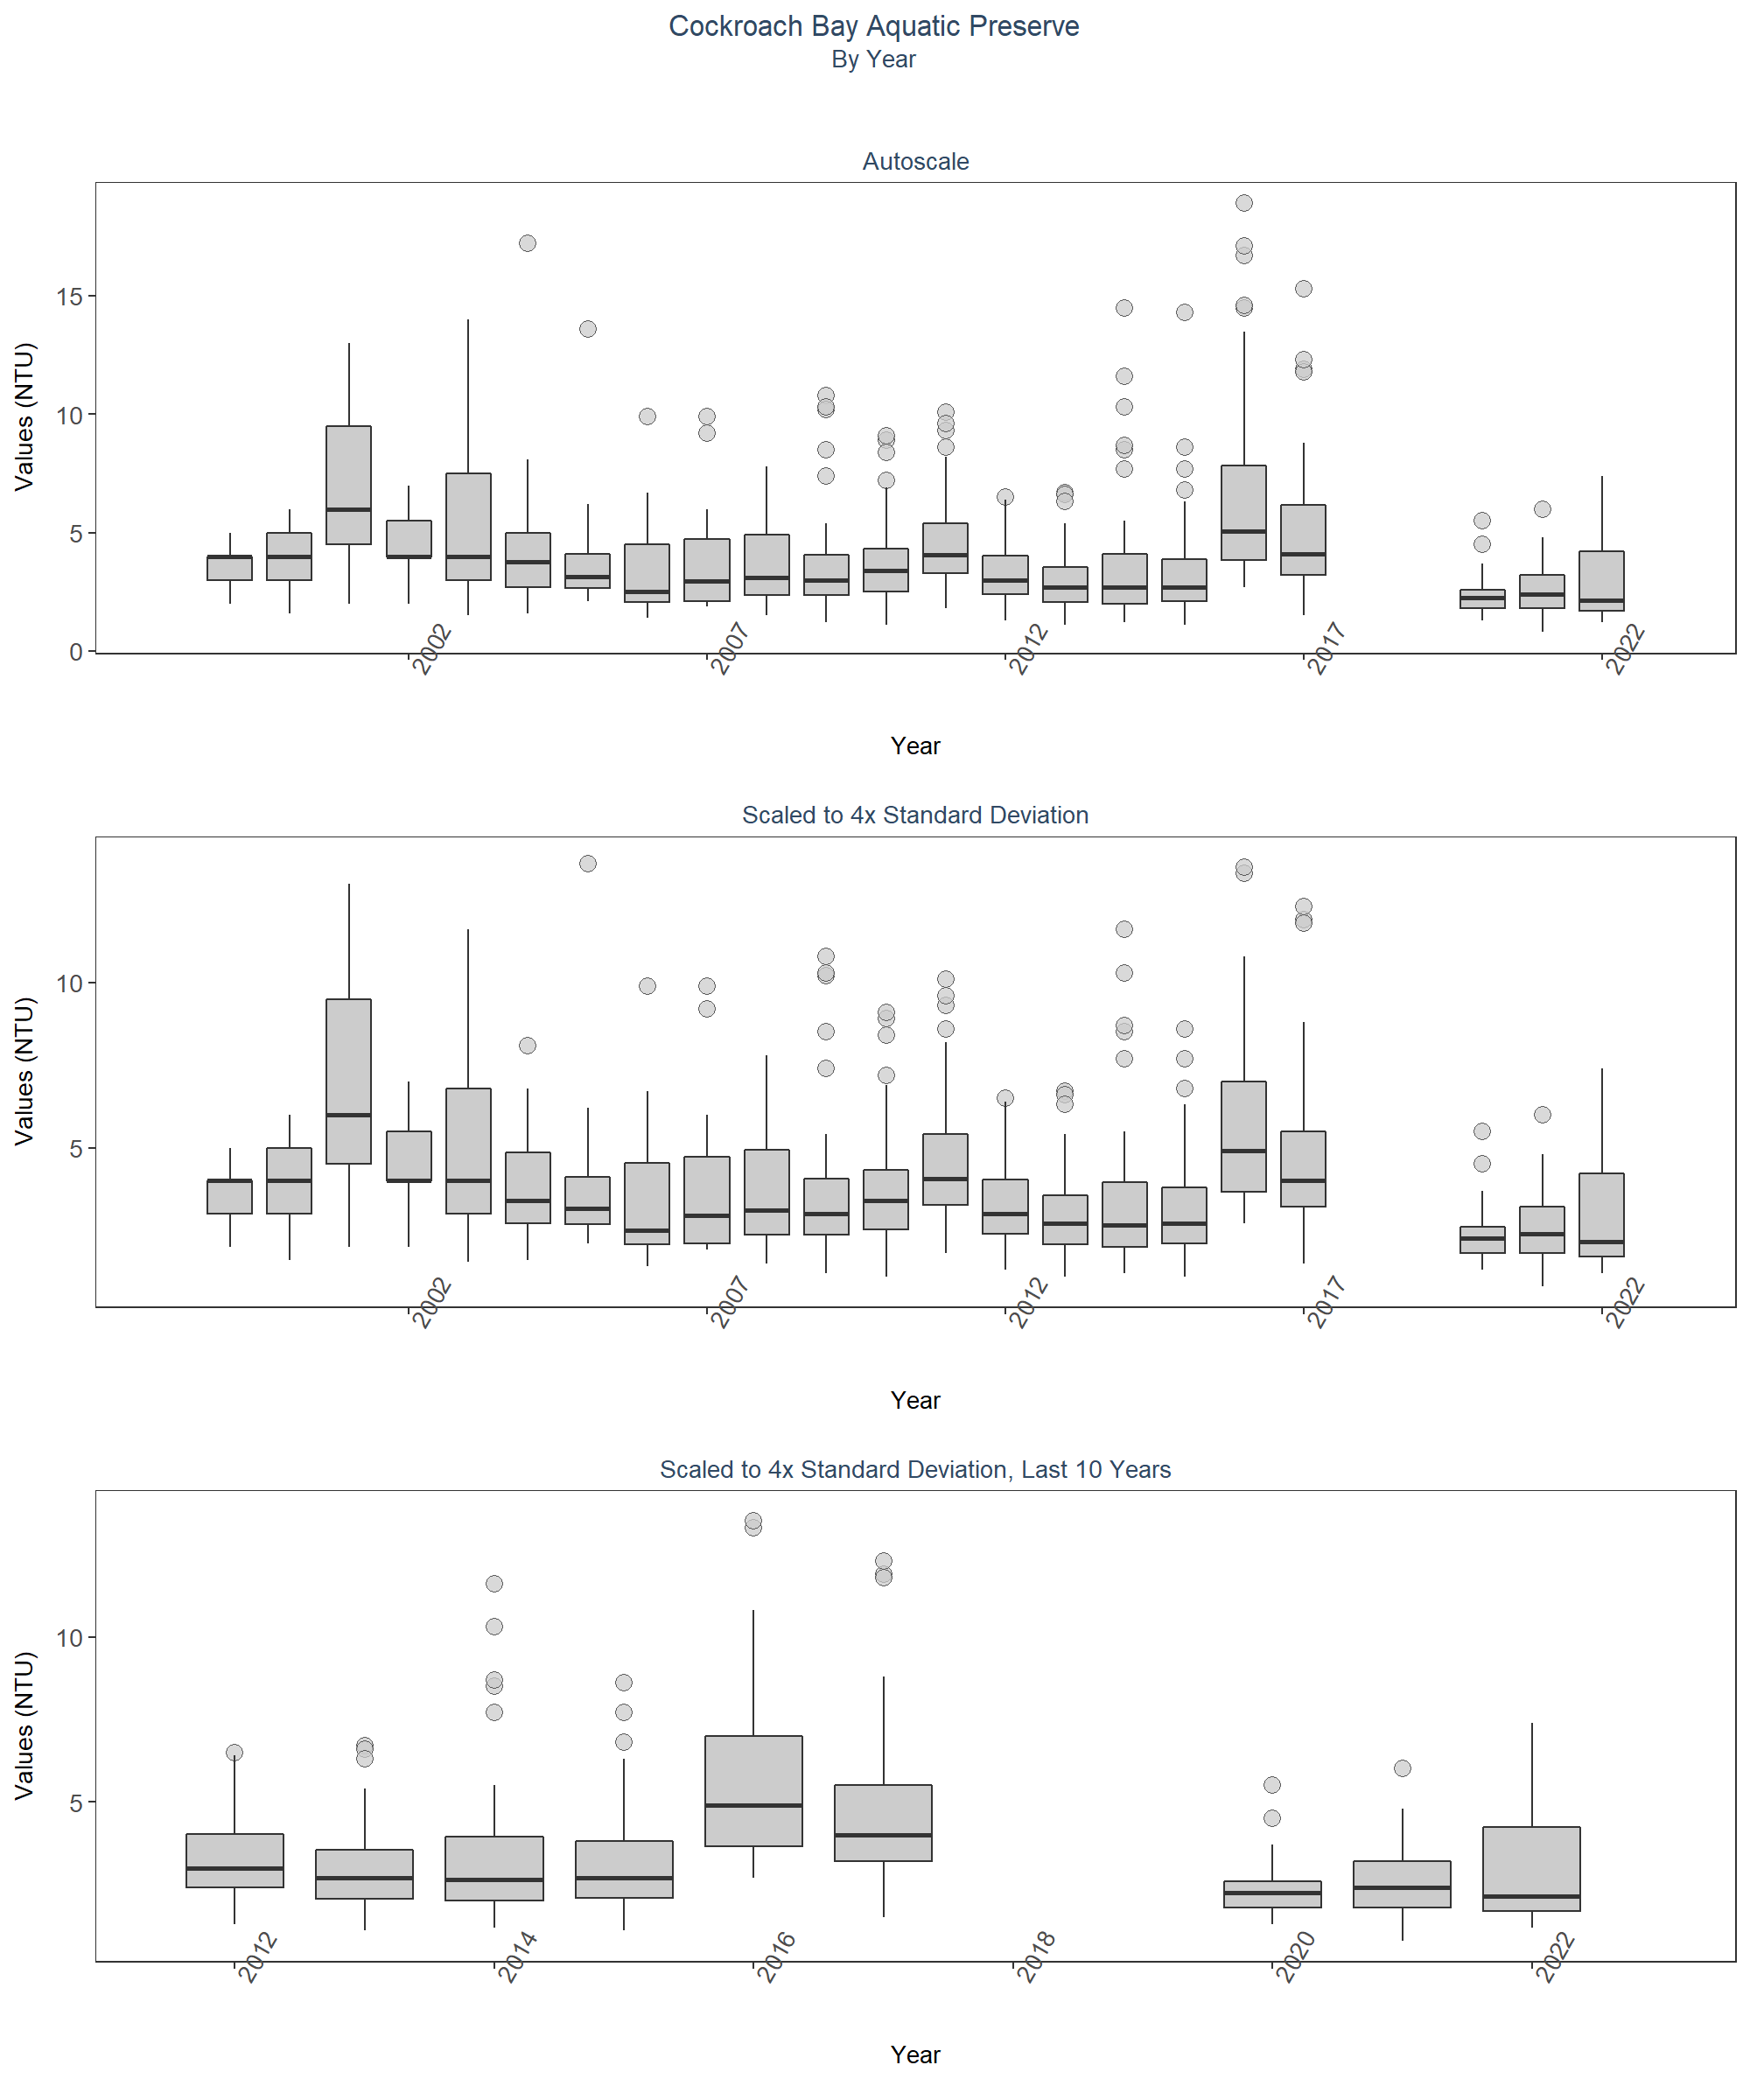 Cockroach Bay Aquatic Preserve
By Year
Autoscale
Values (NTU)
15
10
5
0
2002 2007 2012 2017 2022
Year
Scaled to 4x Standard Deviation
Values (NTU)
10
5
2002 2007 2012 2017 2022
Year
Scaled to 4x Standard Deviation, Last 10 Years
Values (NTU)
10
5
2012 2014 2016 2018 2020 2022
Year